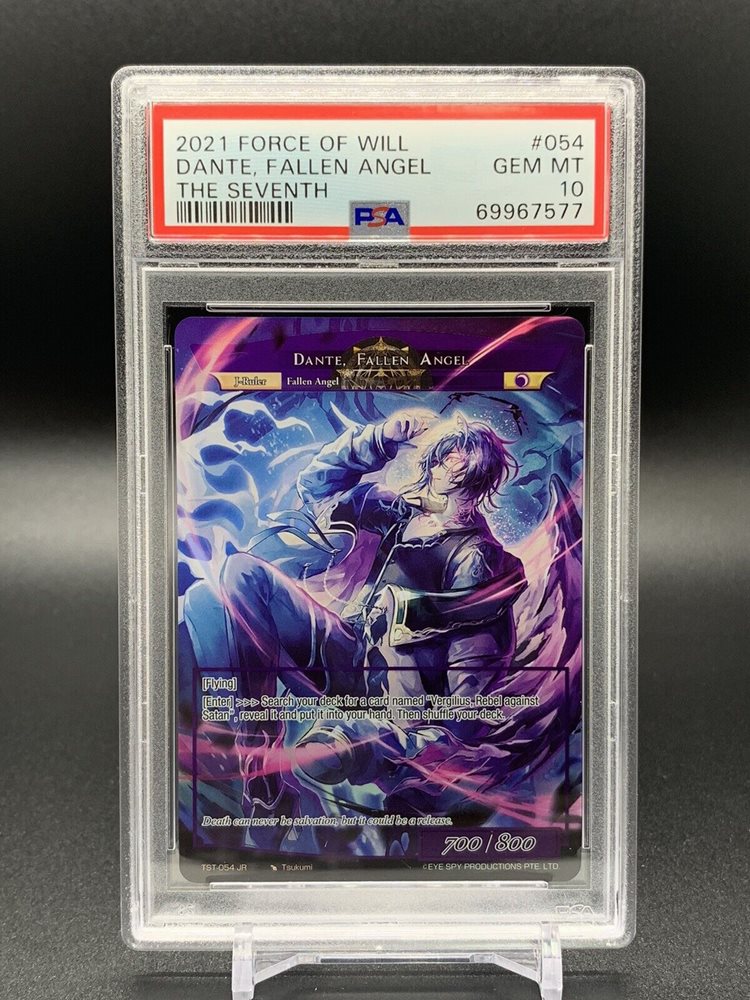 2021 FORCE OF WILL #054
DANTE, FALLEN ANGEL GEM MT
THE SEVENTH 10
PSA 69967577
DANTE, FALLEN ANGEL
J-Ruler Fallen Angel
[Flying]
[Enter] >>> Search your deck for a card named "Vergilius, Rebel against
Satan", reveal it and put it into your hand. Then shuffle your deck.
Death can never be salvation, but it could be a release.
700 / 800
TST-054 JR Tsukumi ©EYE SPY PRODUCTIONS PTE. LTD
PSA